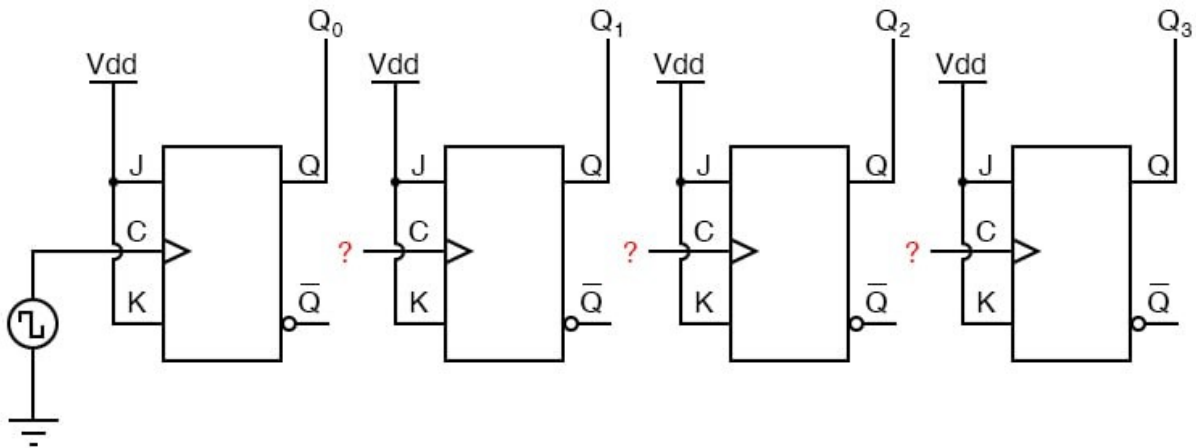 Q₀ Q₁ Q₂ Q₃
Vdd Vdd Vdd Vdd
J Q J Q J Q J Q
C ? C ? C ? C
K Q̅ K Q̅ K Q̅ K Q̅